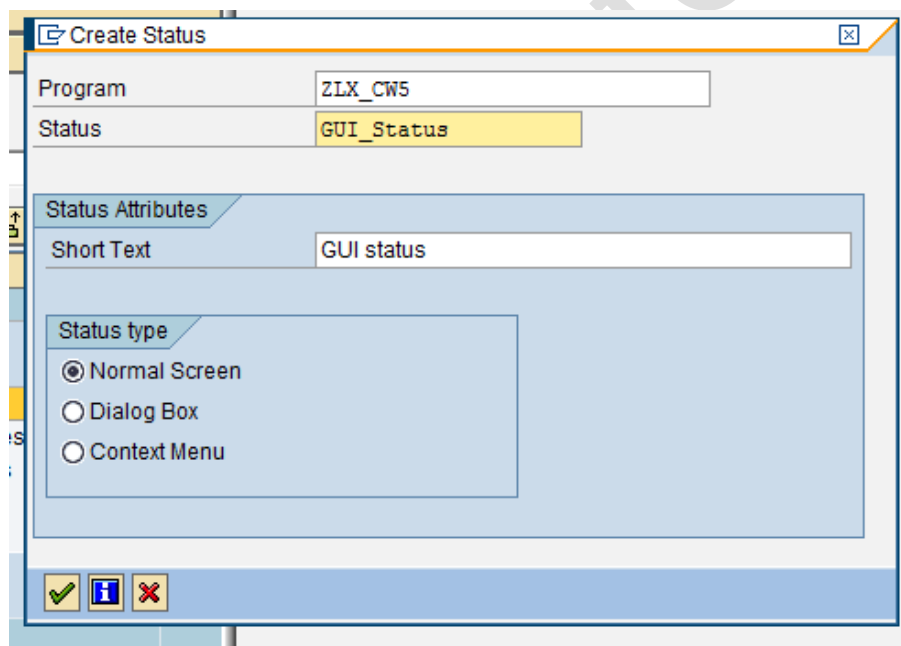 Create Status
Program ZLX_CW5
Status GUI_Status
Status Attributes
Short Text GUI status
Status type
Normal Screen
Dialog Box
Context Menu